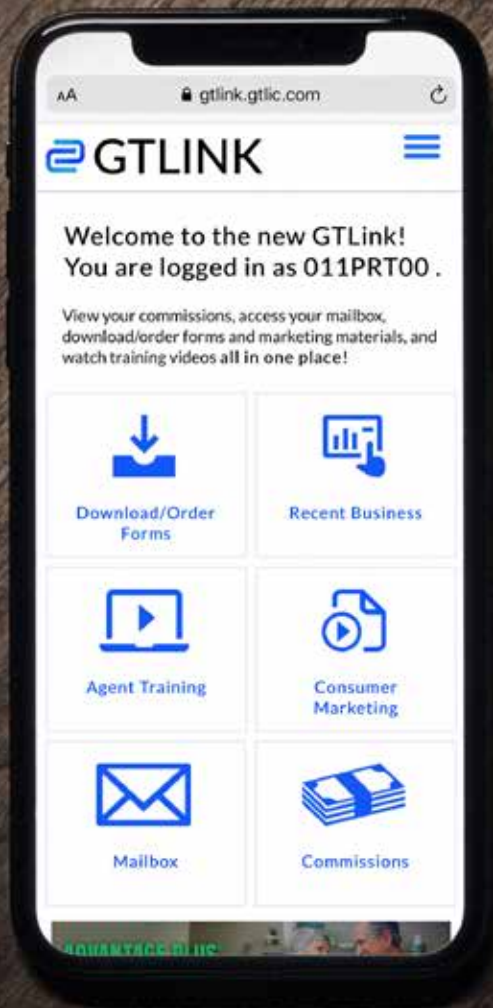 AA gtlink.gtlic.com
GTLINK
Welcome to the new GTLink!
You are logged in as 011PRT00 .
View your commissions, access your mailbox,
download/order forms and marketing materials, and
watch training videos all in one place!
Download/Order
Forms
Recent Business
Agent Training
Consumer
Marketing
Mailbox
Commissions
ADVANTAGE PLUS